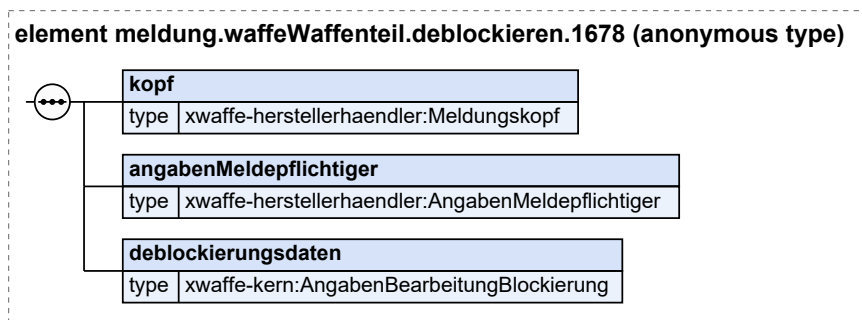 element meldung.waffeWaffenteil.deblockieren.1678 (anonymous type)
kopf
type xwaffe-herstellerhaendler:Meldungskopf
angabenMeldepflichtiger
type xwaffe-herstellerhaendler:AngabenMeldepflichtiger
deblockierungsdaten
type xwaffe-kern:AngabenBearbeitungBlockierung